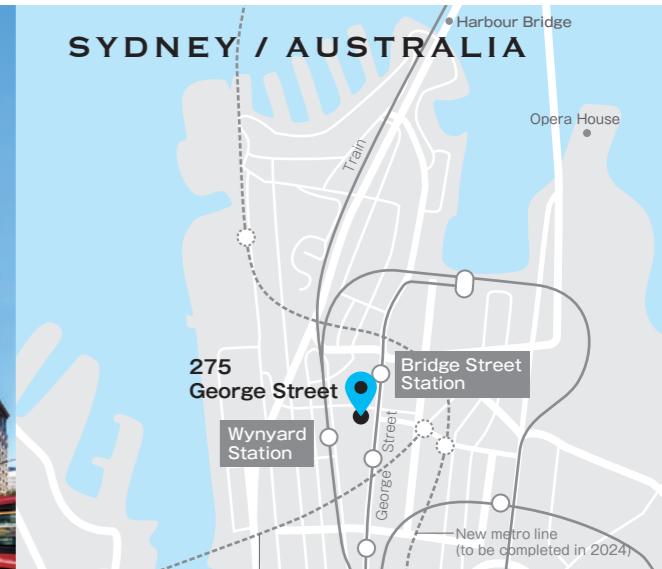 SYDNEY / AUSTRALIA
Harbour Bridge
Opera House
Train
275
George Street
Bridge Street
Station
Wynyard
Station
George Street
New metro line
(to be completed in 2024)